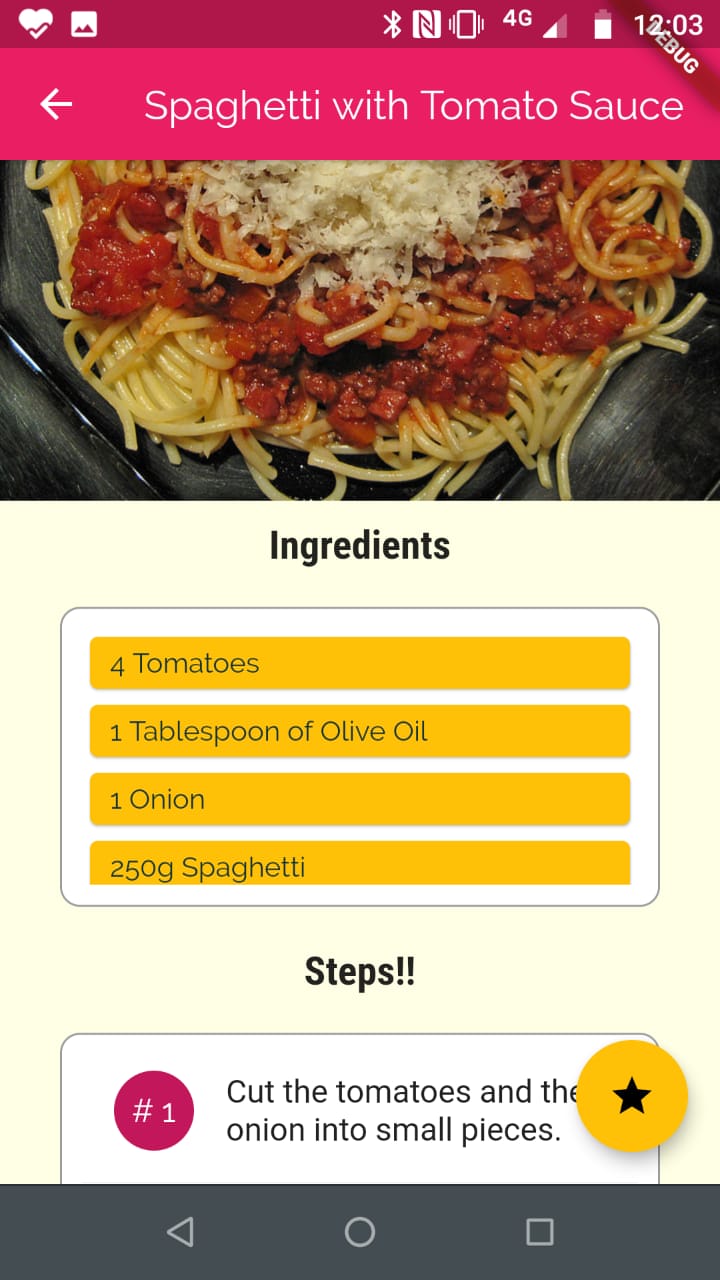 4G 12:03
DEBUG
Spaghetti with Tomato Sauce
Ingredients
4 Tomatoes
1 Tablespoon of Olive Oil
1 Onion
250g Spaghetti
Steps!!
# 1
Cut the tomatoes and the
onion into small pieces.